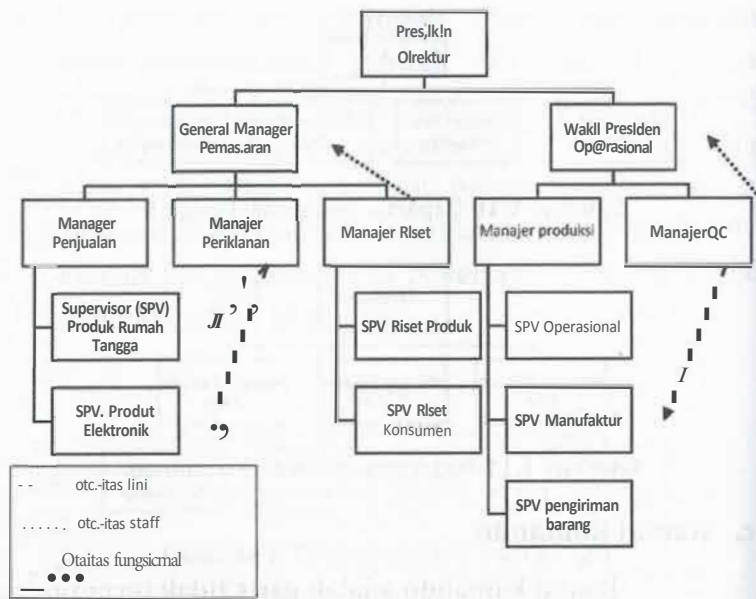 Pres,lk!n
Olrektur
General Manager
Pemas.aran
Wakll Preslden
Op@rasional
Manager
Penjualan
Manajer
Periklanan
Manajer Rlset
Manajer produksi
ManajerQC
Supervisor (SPV)
Produk Rumah
Tangga
SPV. Produt
Elektronik
SPV Riset Produk
SPV Rlset
Konsumen
SPV Operasional
SPV Manufaktur
SPV pengiriman
barang
otc.-itas lini
otc.-itas staff
Otaitas fungsicmal